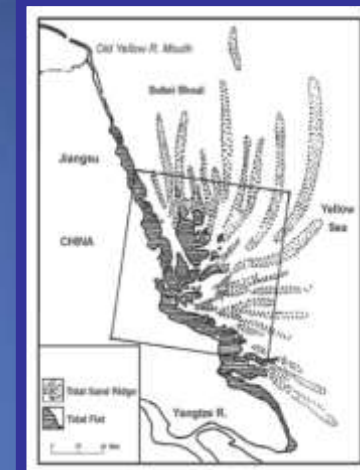 Old Yellow R. Mouth
Subei Shoal
Jiangsu
Yellow
Sea
CHINA
Tidal Sand Ridge
Tidal Flat
Yangtze R.